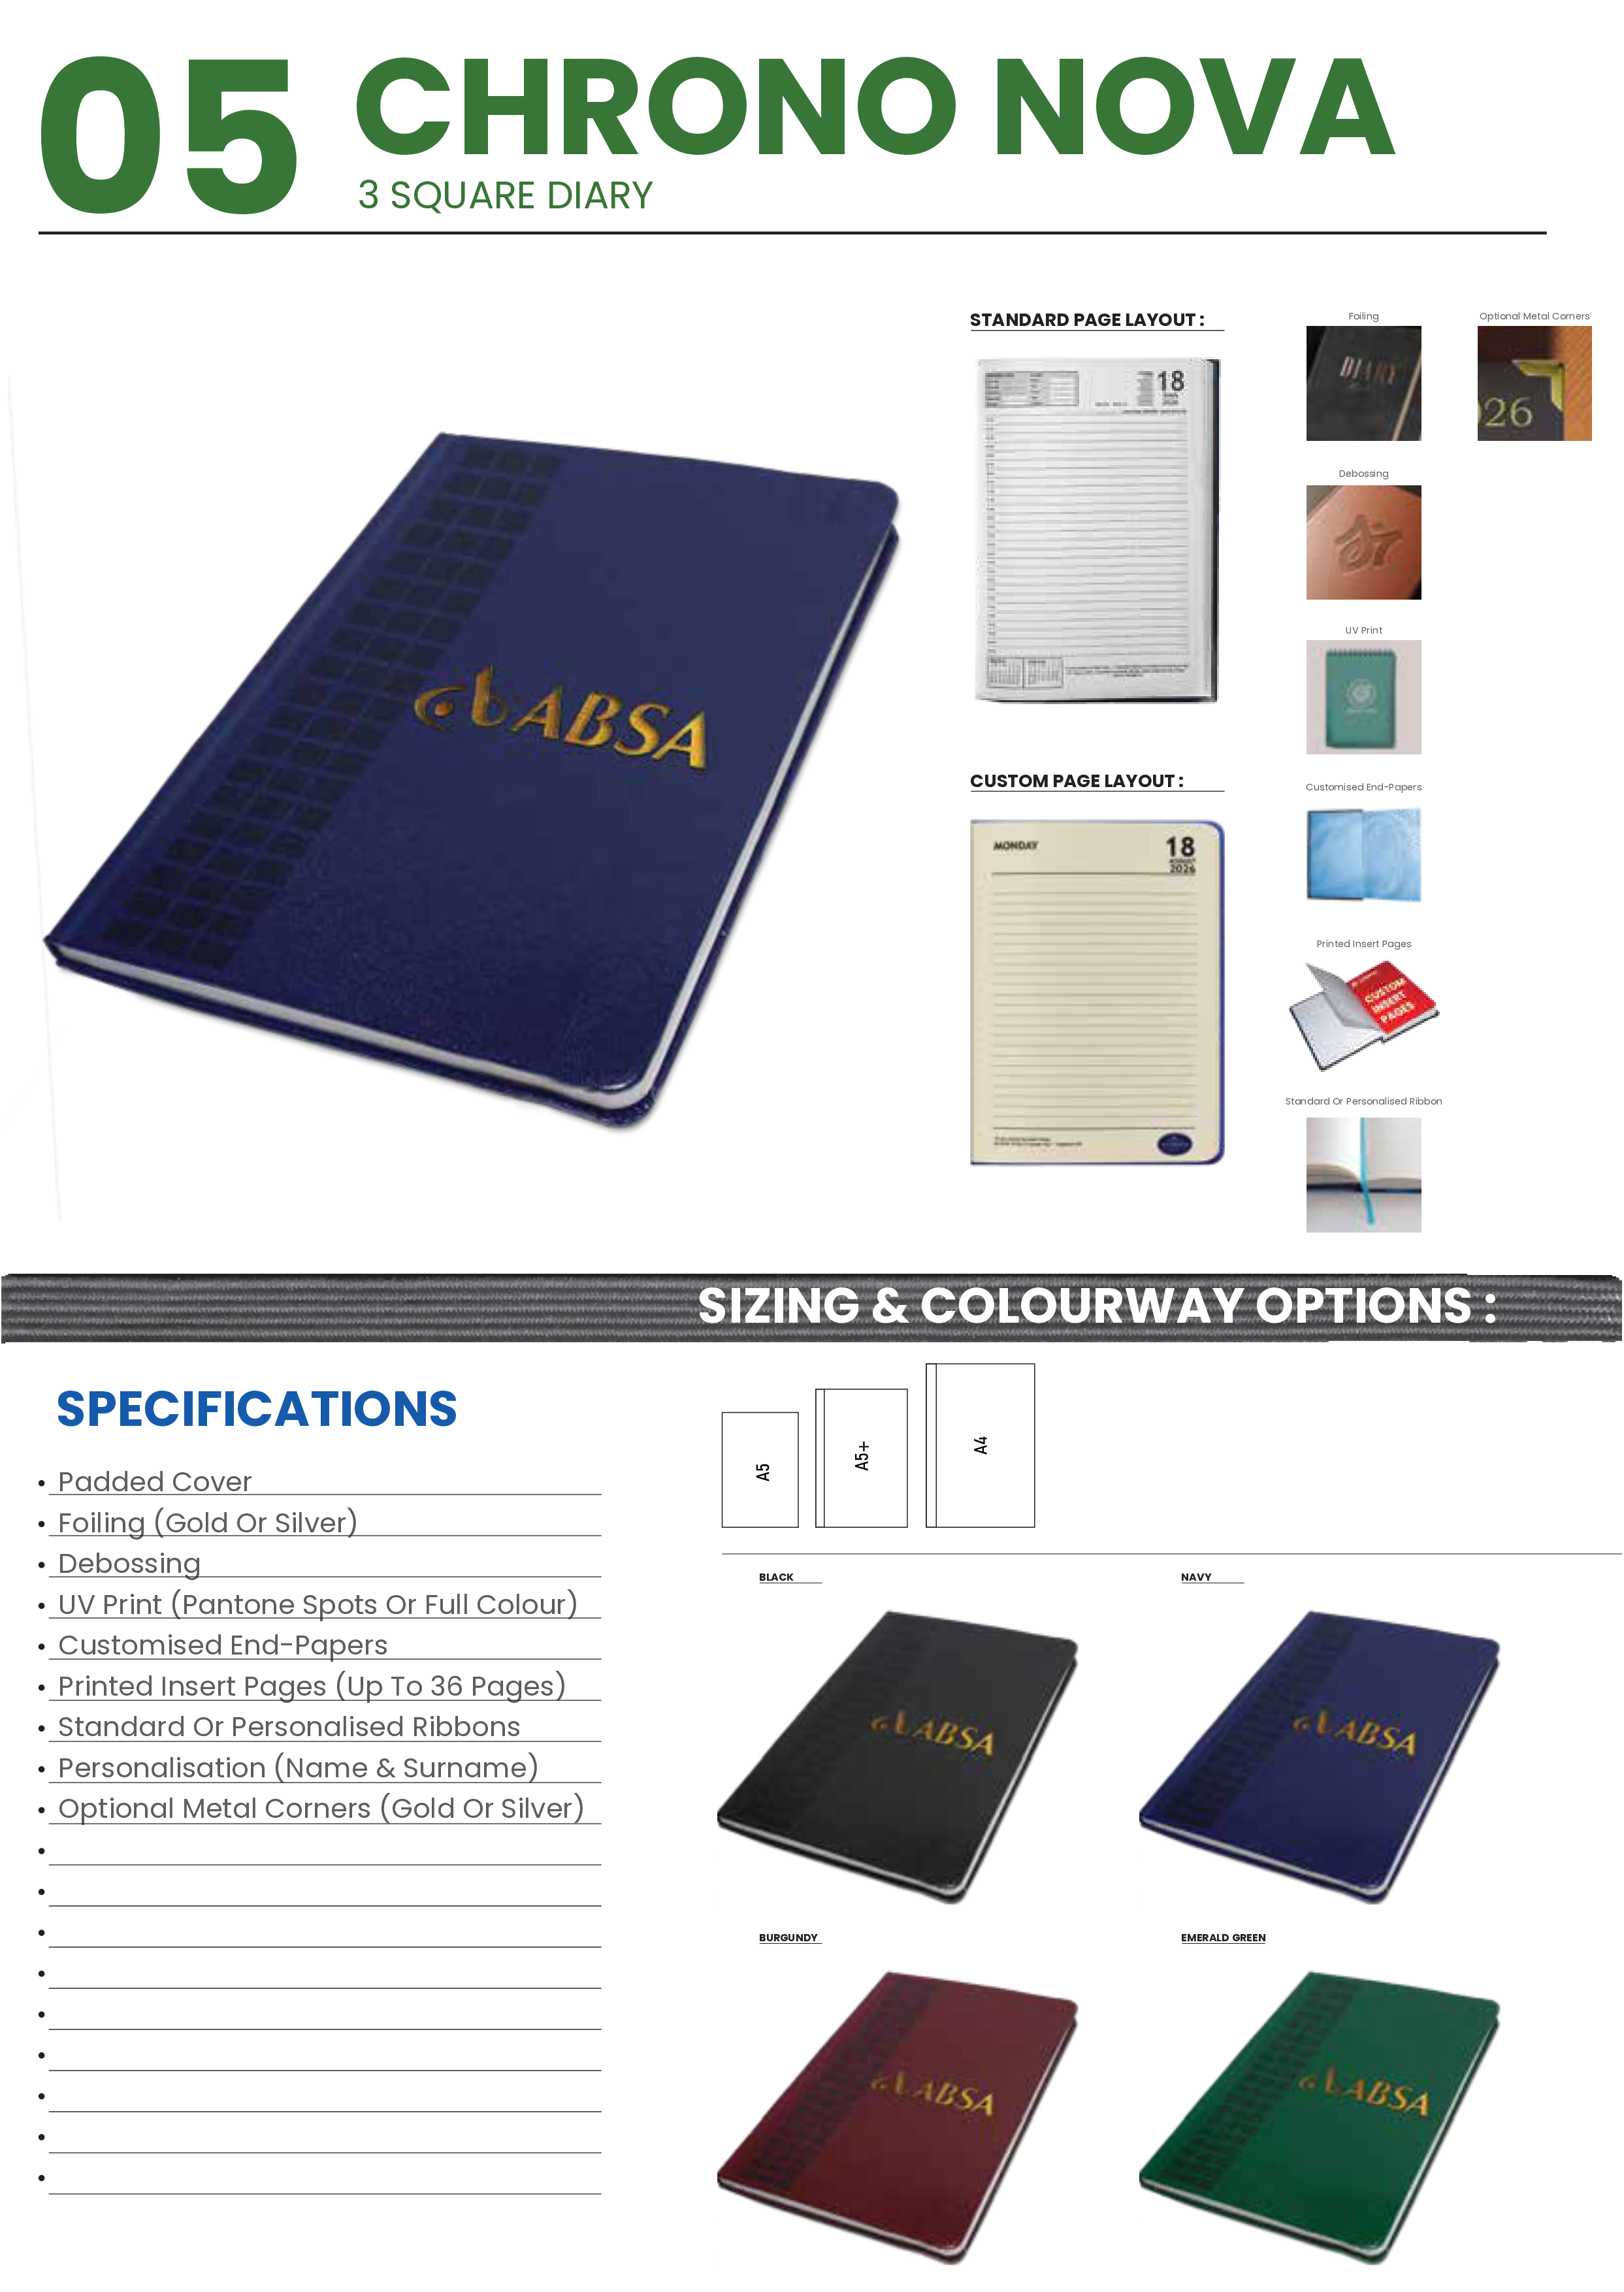 05 CHRONO NOVA
3 SQUARE DIARY
ABSA
STANDARD PAGE LAYOUT :
18
CUSTOM PAGE LAYOUT :
MONDAY
18
AUGUST
2026
Foiling
DIARY
Optional Metal Corners
26
Debossing
UV Print
Customised End-Papers
Printed Insert Pages
CUSTOM
INSERT
PAGES
Standard Or Personalised Ribbon
SIZING & COLOURWAY OPTIONS :
SPECIFICATIONS
• Padded Cover
• Foiling (Gold Or Silver)
• Debossing
• UV Print (Pantone Spots Or Full Colour)
• Customised End-Papers
• Printed Insert Pages (Up To 36 Pages)
• Standard Or Personalised Ribbons
• Personalisation (Name & Surname)
• Optional Metal Corners (Gold Or Silver)
A5
A5+
A4
BLACK
ABSA
NAVY
ABSA
BURGUNDY
ABSA
EMERALD GREEN
ABSA